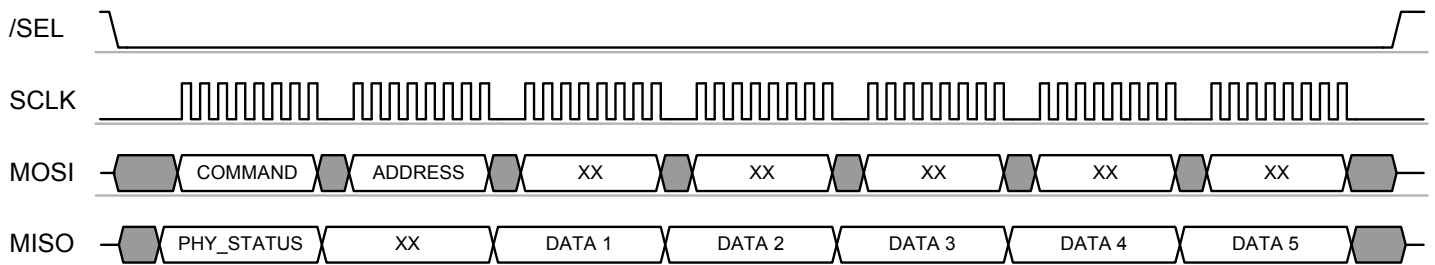 /SEL
SCLK
MOSI COMMAND ADDRESS XX XX XX XX XX
MISO PHY_STATUS XX DATA 1 DATA 2 DATA 3 DATA 4 DATA 5